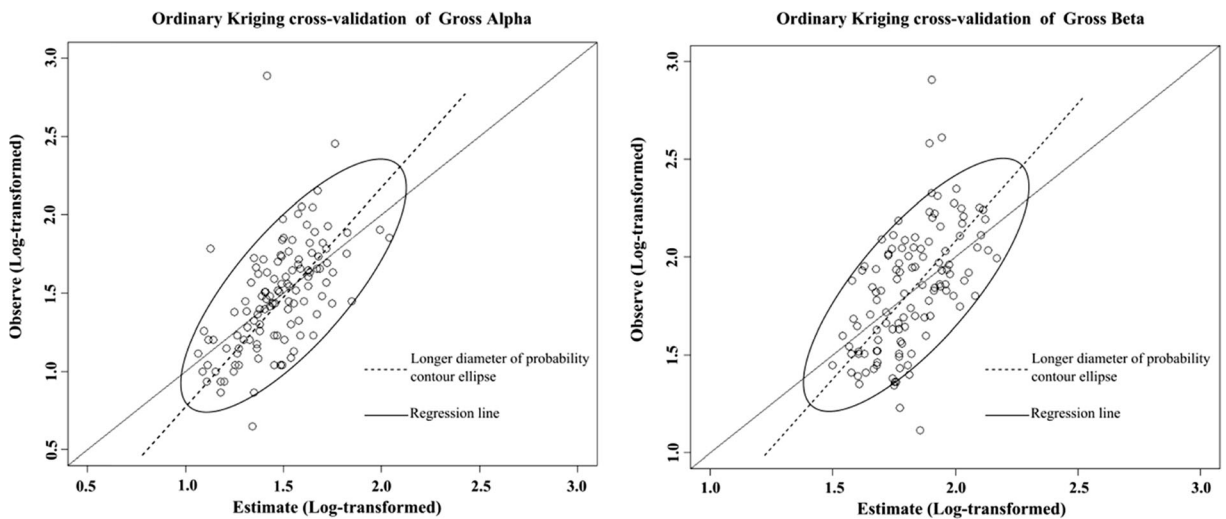 Ordinary Kriging cross-validation of Gross Alpha
Observe (Log-transformed)
3.0
2.5
2.0
1.5
1.0
0.5
Longer diameter of probability
contour ellipse
Regression line
0.5 1.0 1.5 2.0 2.5 3.0
Estimate (Log-transformed)
Ordinary Kriging cross-validation of Gross Beta
Observe (Log-transformed)
3.0
2.5
2.0
1.5
1.0
Longer diameter of probability
contour ellipse
Regression line
1.0 1.5 2.0 2.5 3.0
Estimate (Log-transformed)